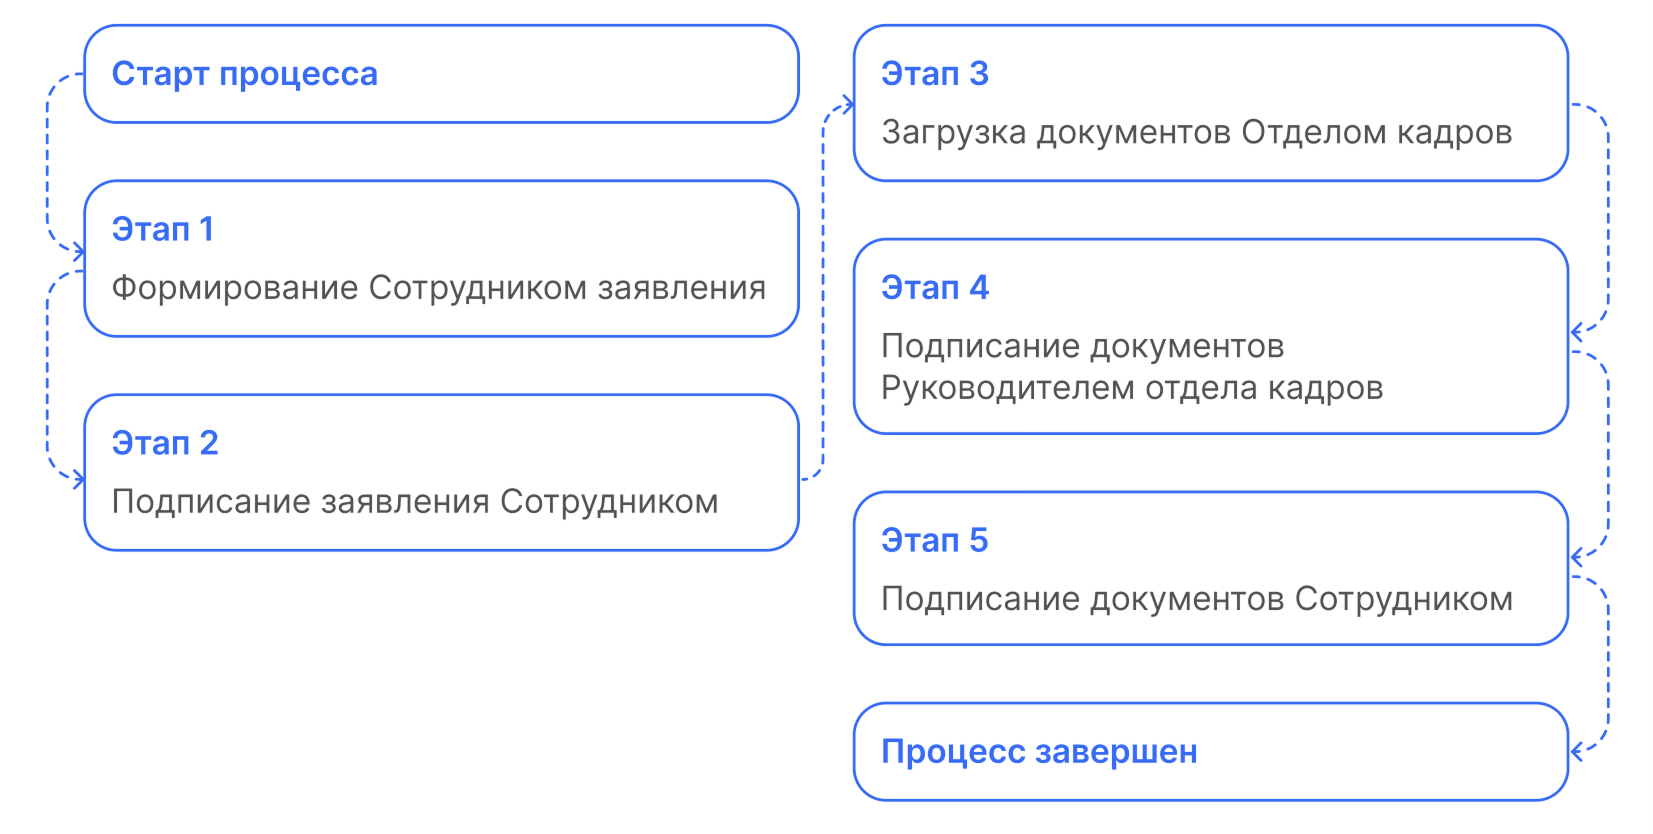 Старт процесса
Этап 1
Формирование Сотрудником заявления
Этап 2
Подписание заявления Сотрудником
Этап 3
Загрузка документов Отделом кадров
Этап 4
Подписание документов
Руководителем отдела кадров
Этап 5
Подписание документов Сотрудником
Процесс завершен